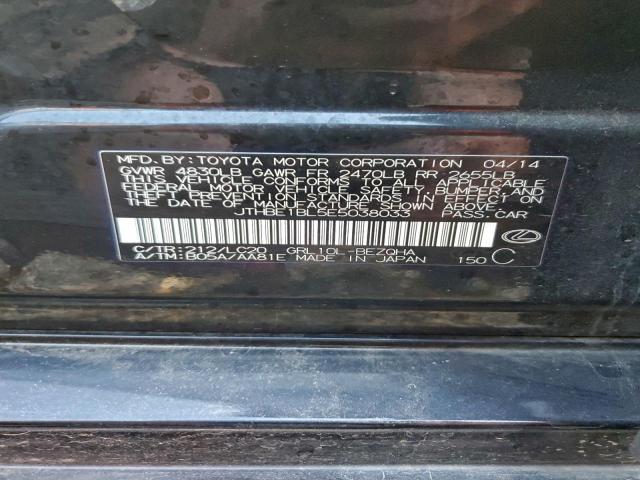 MFD. BY: TOYOTA MOTOR CORPORATION 04/14
GVWR 4830LB GAWR FR 2470LB RR 2655LB
THIS VEHICLE CONFORMS TO ALL APPLICABLE
FEDERAL MOTOR VEHICLE SAFETY, BUMPER, AND
THEFT PREVENTION STANDARDS IN EFFECT ON
THE DATE OF MANUFACTURE SHOWN ABOVE.
JTHBE1BL5E5038033 PASS. CAR
C/TR: 212/LC20 GRL10L-BEZQHA
A/TM: B05A/AA81E MADE IN JAPAN 150 C